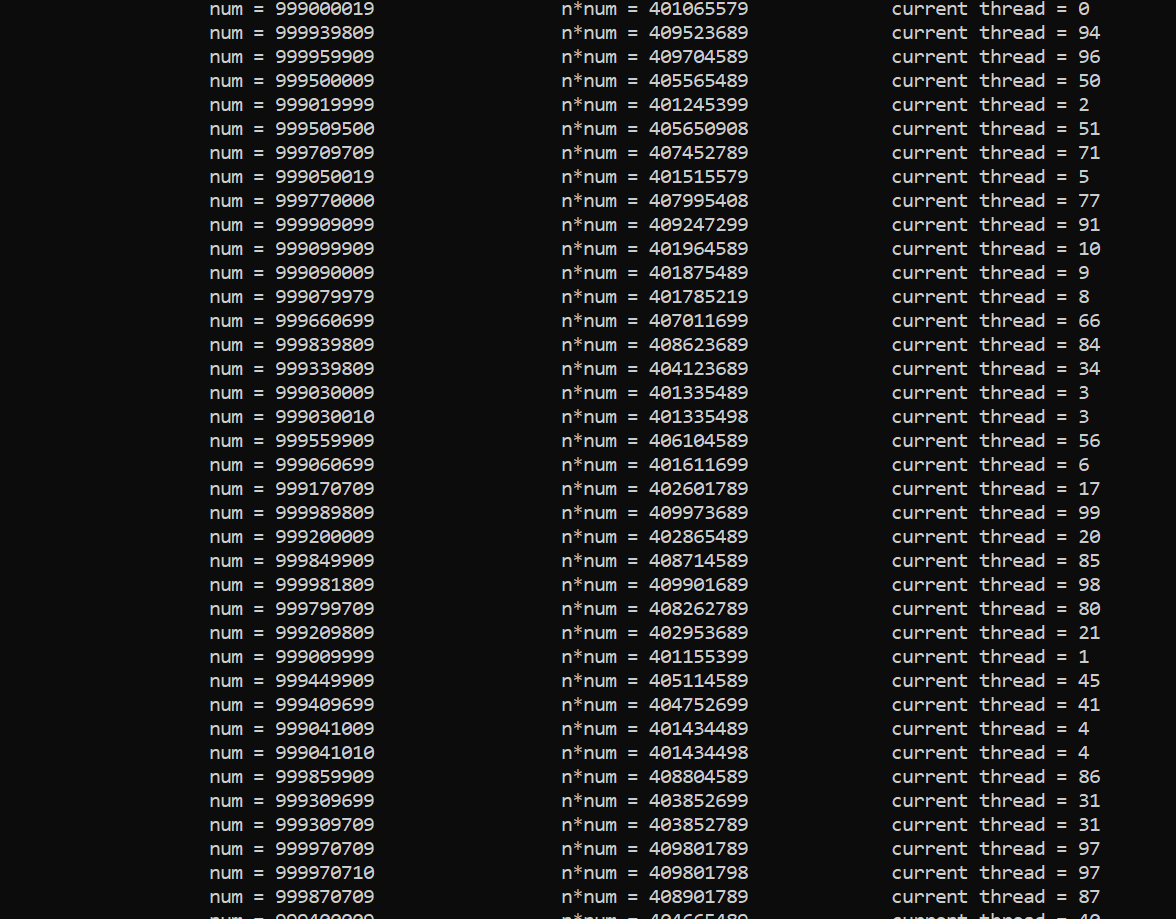 num = 999000019 n*num = 401065579 current thread = 0
num = 999939809 n*num = 409523689 current thread = 94
num = 999959909 n*num = 409704589 current thread = 96
num = 999500009 n*num = 405565489 current thread = 50
num = 999019999 n*num = 401245399 current thread = 2
num = 999509500 n*num = 405650908 current thread = 51
num = 999709709 n*num = 407452789 current thread = 71
num = 999050019 n*num = 401515579 current thread = 5
num = 999770000 n*num = 407995408 current thread = 77
num = 999909099 n*num = 409247299 current thread = 91
num = 999099909 n*num = 401964589 current thread = 10
num = 999090009 n*num = 401875489 current thread = 9
num = 999079979 n*num = 401785219 current thread = 8
num = 999660699 n*num = 407011699 current thread = 66
num = 999839809 n*num = 408623689 current thread = 84
num = 999339809 n*num = 404123689 current thread = 34
num = 999030009 n*num = 401335489 current thread = 3
num = 999030010 n*num = 401335498 current thread = 3
num = 999559909 n*num = 406104589 current thread = 56
num = 999060699 n*num = 401611699 current thread = 6
num = 999170709 n*num = 402601789 current thread = 17
num = 999989809 n*num = 409973689 current thread = 99
num = 999200009 n*num = 402865489 current thread = 20
num = 999849909 n*num = 408714589 current thread = 85
num = 999981809 n*num = 409901689 current thread = 98
num = 999799709 n*num = 408262789 current thread = 80
num = 999209809 n*num = 402953689 current thread = 21
num = 999009999 n*num = 401155399 current thread = 1
num = 999449909 n*num = 405114589 current thread = 45
num = 999409699 n*num = 404752699 current thread = 41
num = 999041009 n*num = 401434489 current thread = 4
num = 999041010 n*num = 401434498 current thread = 4
num = 999859909 n*num = 408804589 current thread = 86
num = 999309699 n*num = 403852699 current thread = 31
num = 999309709 n*num = 403852789 current thread = 31
num = 999970709 n*num = 409801789 current thread = 97
num = 999970710 n*num = 409801798 current thread = 97
num = 999870709 n*num = 408901789 current thread = 87
num = 999400009 n*num = 404665489 current thread = 40